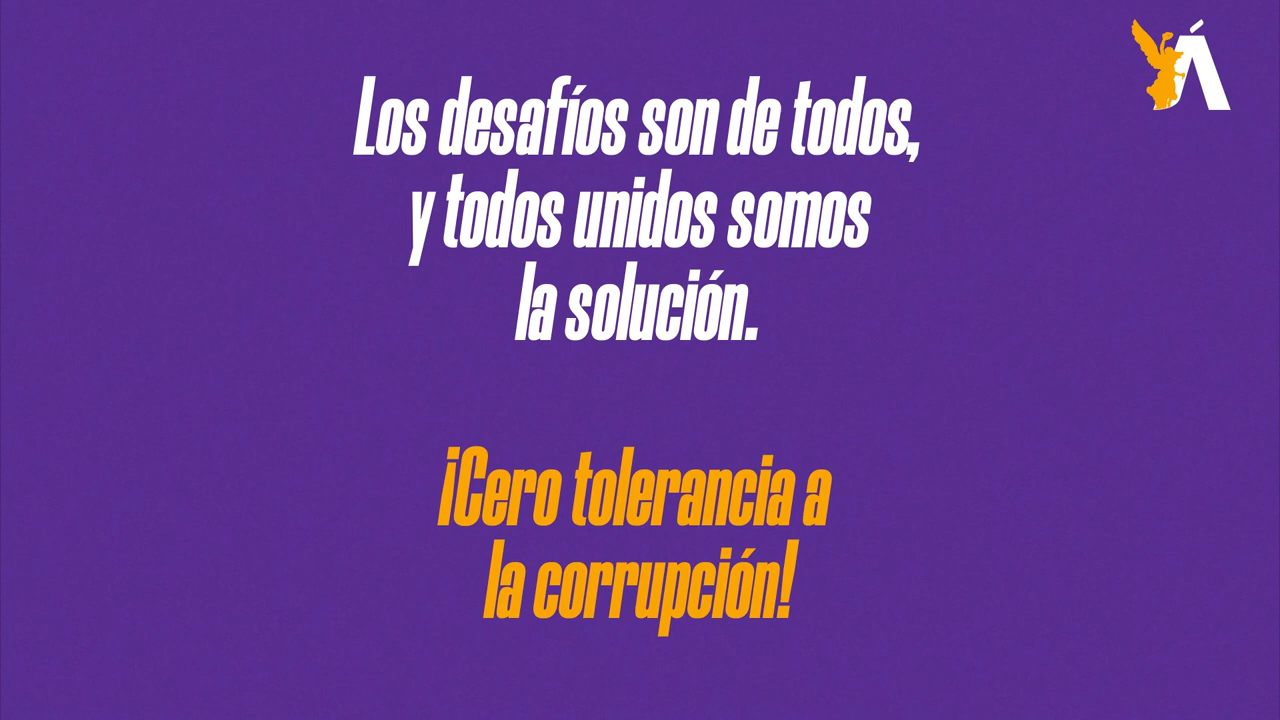 Á
Los desafíos son de todos,
y todos unidos somos
la solución.
¡Cero tolerancia a
la corrupción!